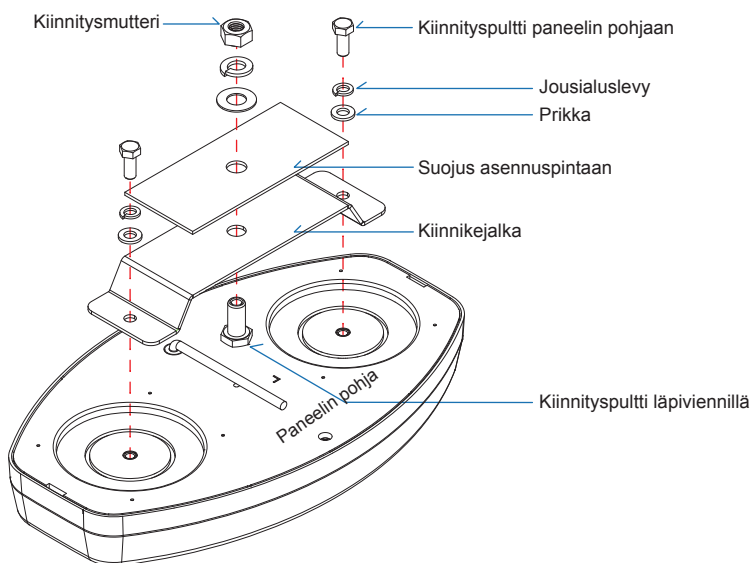 Kiinnitysmutteri
Kiinnityspultti paneelin pohjaan
Jousialuslevy
Prikka
Suojus asennuspintaan
Kiinnikejalka
Kiinnityspultti läpiviennillä
Paneelin pohja